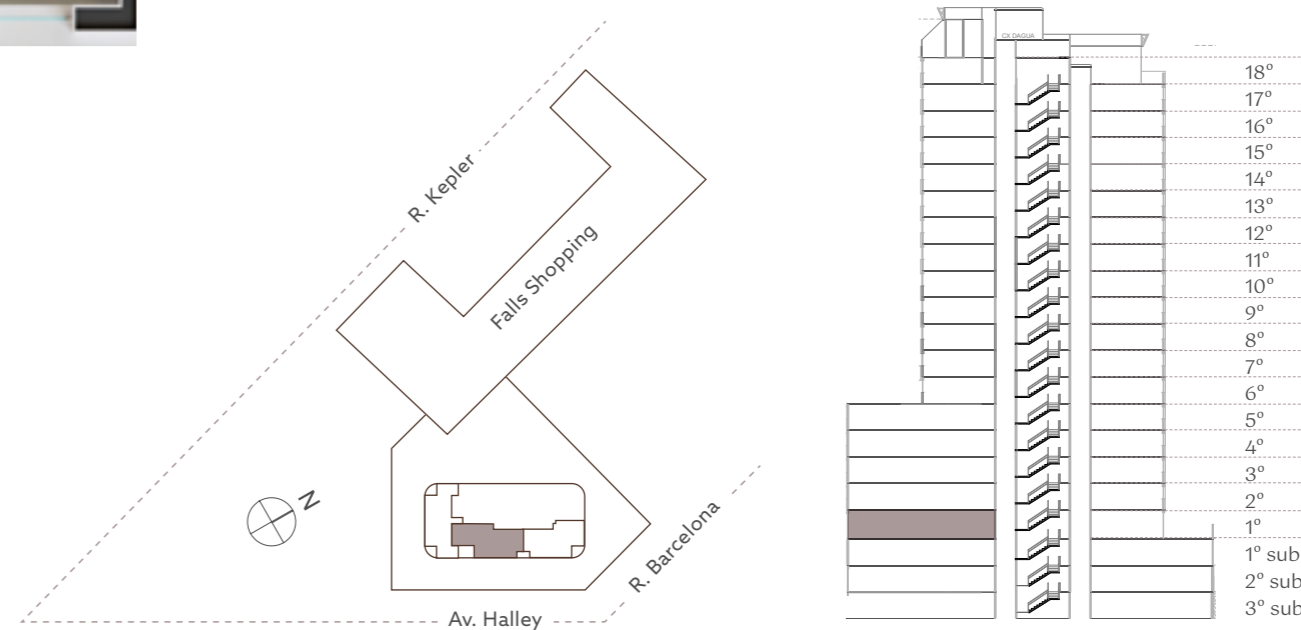 R. Kepler
Falls Shopping
N
R. Barcelona
Av. Halley
CX DAGUA
18º
17º
16º
15º
14º
13º
12º
11º
10º
9º
8º
7º
6º
5º
4º
3º
2º
1º
1º sub
2º sub
3º sub